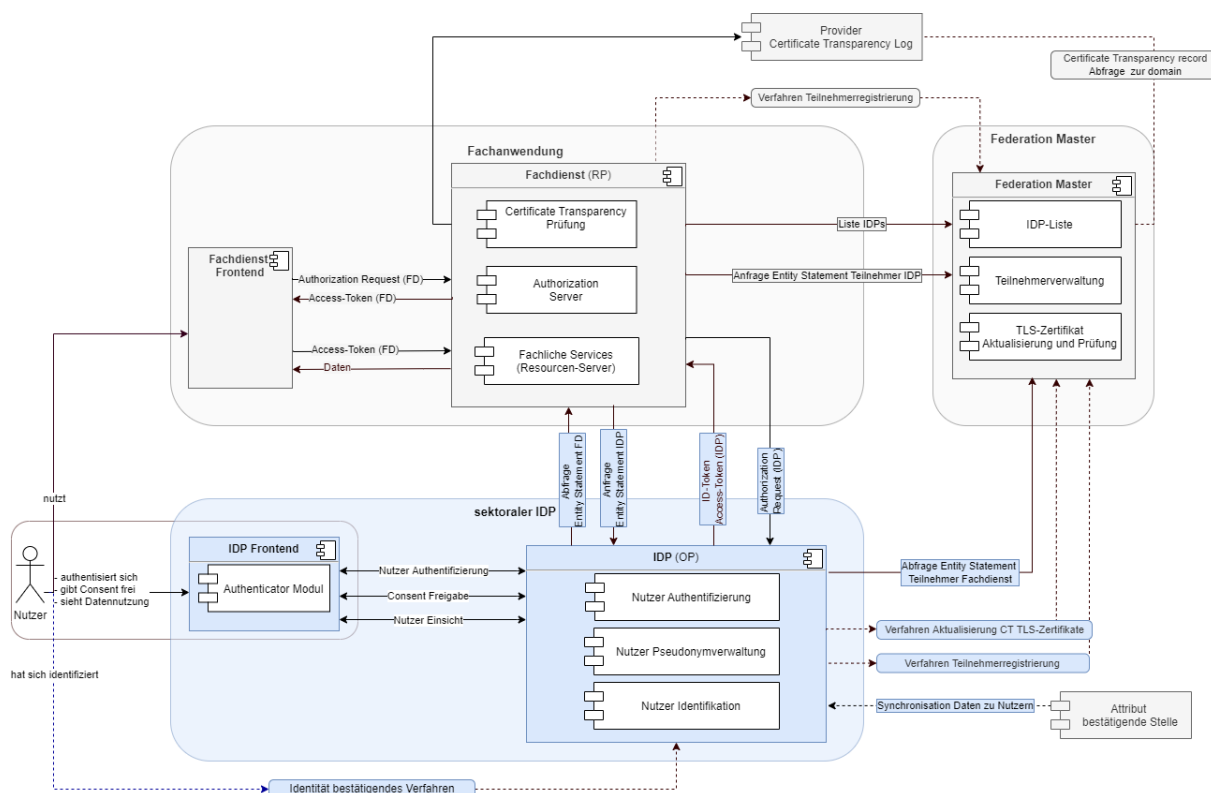 Provider
Certificate Transparency Log
Certificate Transparency record
Abfrage zur domain
Verfahren Teilnehmerregistrierung
Fachanwendung
Federation Master
Fachdienst (RP)
Federation Master
Certificate Transparency
Prüfung
Liste IDPs
IDP-Liste
Fachdienst
Frontend
Authorization Request (FD)
Access-Token (FD)
Authorization
Server
Anfrage Entity Statement Teilnehmer IDP
Teilnehmerverwaltung
Access-Token (FD)
Daten
Fachliche Services
(Resourcen-Server)
TLS-Zertifikat
Aktualisierung und Prüfung
Abfrage
Entity Statement FD
Anfrage
Entity Statement IDP
ID-Token
Access-Token (IDP)
Authorization
Request (IDP)
nutzt
sektoraler IDP
IDP Frontend
Authenticator Modul
IDP (OP)
Nutzer Authentifizierung
Consent Freigabe
Nutzer Einsicht
Nutzer Authentifizierung
Nutzer Pseudonymverwaltung
Nutzer Identifikation
Abfrage Entity Statement
Teilnehmer Fachdienst
- authentisiert sich
- gibt Consent frei
- sieht Datennutzung
Nutzer
Verfahren Aktualisierung CT TLS-Zertifikate
Verfahren Teilnehmerregistrierung
hat sich identifiziert
Synchronisation Daten zu Nutzern
Attribut
bestätigende Stelle
Identität bestätigendes Verfahren